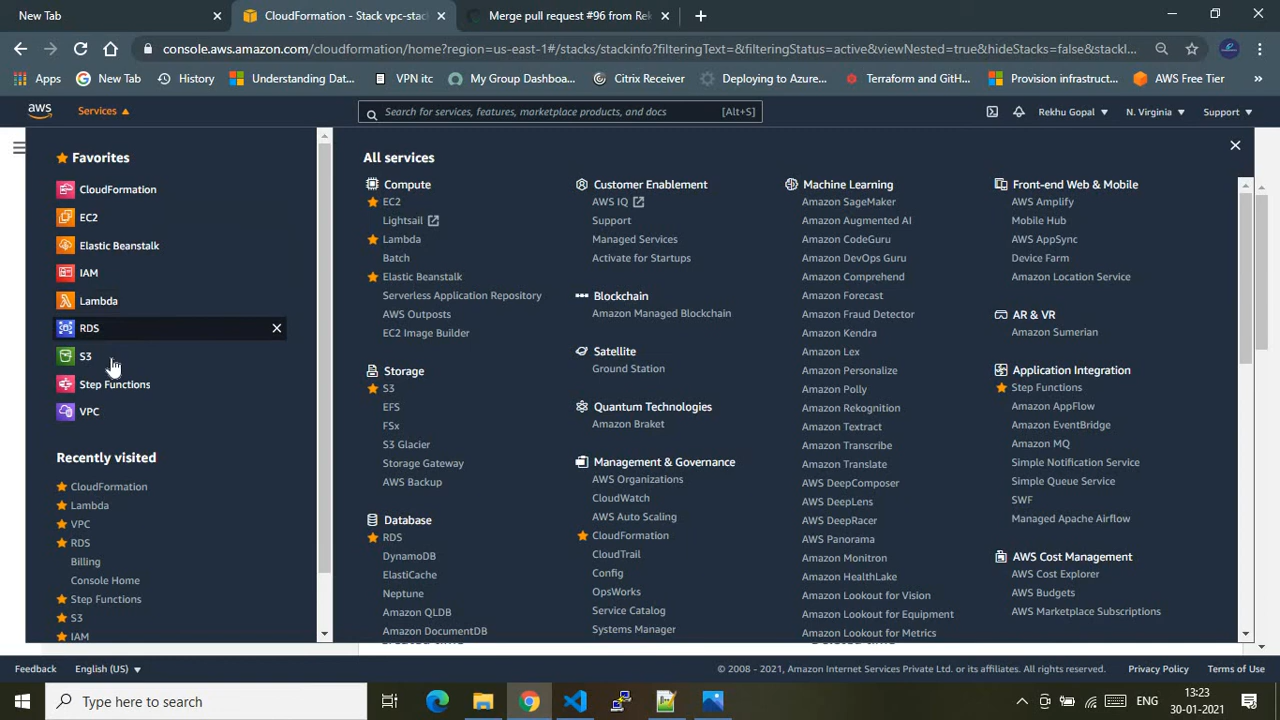 New Tab
CloudFormation - Stack vpc-stack
Merge pull request #96 from Rek
console.aws.amazon.com/cloudformation/home?region=us-east-1#/stacks/stackinfo?filteringText=&filteringStatus=active&viewNested=true&hideStacks=false&stackI...
Apps
New Tab
History
Understanding Dat...
VPN itc
My Group Dashboa...
Citrix Receiver
Deploying to Azure...
Terraform and GitH...
Provision infrastruct...
AWS Free Tier
»
aws
Services
Search for services, features, marketplace products, and docs
[Alt+S]
Rekhu Gopal
N. Virginia
Support
Favorites
CloudFormation
EC2
Elastic Beanstalk
IAM
Lambda
RDS
S3
Step Functions
VPC
Recently visited
CloudFormation
Lambda
VPC
RDS
Billing
Console Home
Step Functions
S3
IAM
All services
Compute
EC2
Lightsail
Lambda
Batch
Elastic Beanstalk
Serverless Application Repository
AWS Outposts
EC2 Image Builder
Storage
S3
EFS
FSx
S3 Glacier
Storage Gateway
AWS Backup
Database
RDS
DynamoDB
ElastiCache
Neptune
Amazon QLDB
Amazon DocumentDB
Customer Enablement
AWS IQ
Support
Managed Services
Activate for Startups
Blockchain
Amazon Managed Blockchain
Satellite
Ground Station
Quantum Technologies
Amazon Braket
Management & Governance
AWS Organizations
CloudWatch
AWS Auto Scaling
CloudFormation
CloudTrail
Config
OpsWorks
Service Catalog
Systems Manager
Machine Learning
Amazon SageMaker
Amazon Augmented AI
Amazon CodeGuru
Amazon DevOps Guru
Amazon Comprehend
Amazon Forecast
Amazon Fraud Detector
Amazon Kendra
Amazon Lex
Amazon Personalize
Amazon Polly
Amazon Rekognition
Amazon Textract
Amazon Transcribe
Amazon Translate
AWS DeepComposer
AWS DeepLens
AWS DeepRacer
AWS Panorama
Amazon Monitron
Amazon HealthLake
Amazon Lookout for Vision
Amazon Lookout for Equipment
Amazon Lookout for Metrics
Front-end Web & Mobile
AWS Amplify
Mobile Hub
AWS AppSync
Device Farm
Amazon Location Service
AR & VR
Amazon Sumerian
Application Integration
Step Functions
Amazon AppFlow
Amazon EventBridge
Amazon MQ
Simple Notification Service
Simple Queue Service
SWF
Managed Apache Airflow
AWS Cost Management
AWS Cost Explorer
AWS Budgets
AWS Marketplace Subscriptions
Feedback
English (US)
© 2008 - 2021, Amazon Internet Services Private Ltd. or its affiliates. All rights reserved.
Privacy Policy
Terms of Use
Type here to search
ENG
13:23
30-01-2021